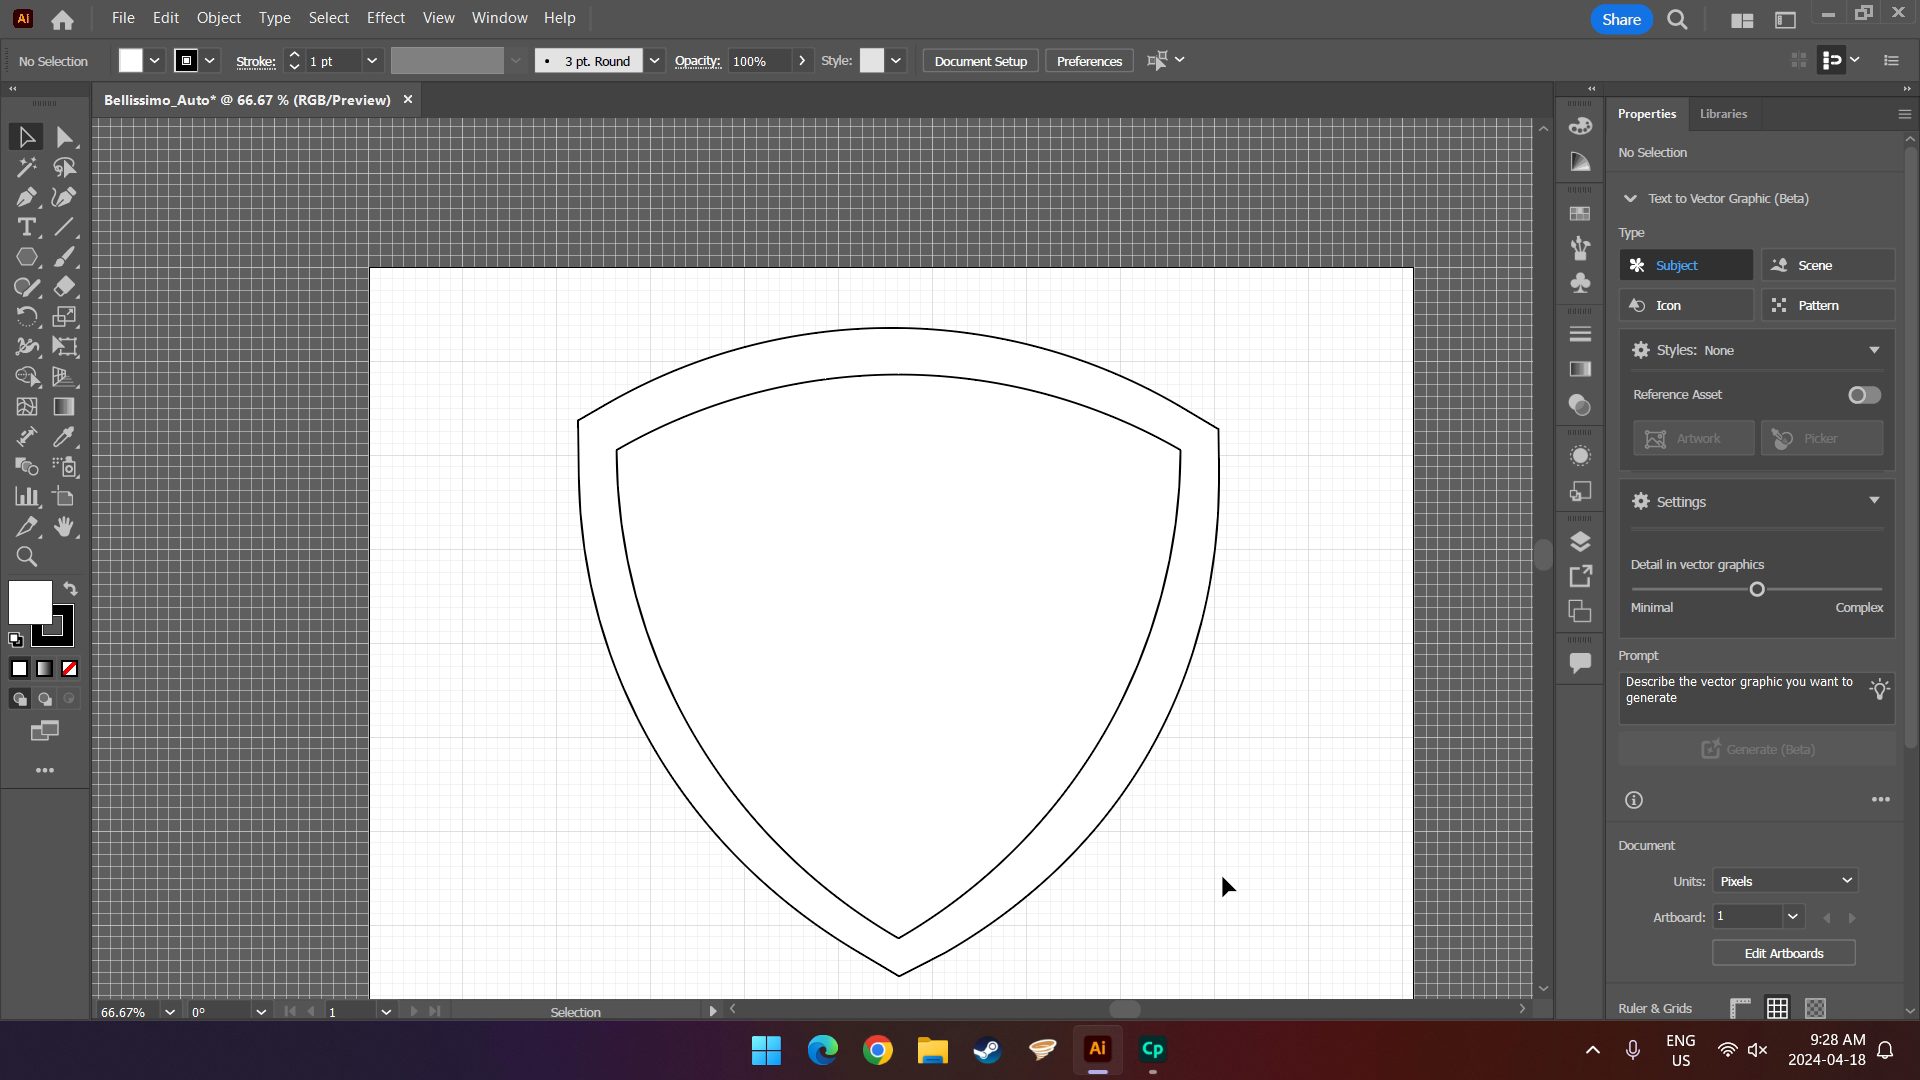 Ai File Edit Object Type Select Effect View Window Help Share
No Selection Stroke: 1 pt 3 pt. Round Opacity: 100% Style: Document Setup Preferences
Bellissimo_Auto* @ 66.67 % (RGB/Preview)
Properties Libraries
No Selection
Text to Vector Graphic (Beta)
Type
Subject Scene
Icon Pattern
Styles: None
Reference Asset
Artwork Picker
Settings
Detail in vector graphics
Minimal Complex
Prompt
Describe the vector graphic you want to
generate
Generate (Beta)
Document
Units: Pixels
Artboard: 1
Edit Artboards
Ruler & Grids
66.67% 0° 1 Selection
Ai Cp
ENG
US
9:28 AM
2024-04-18